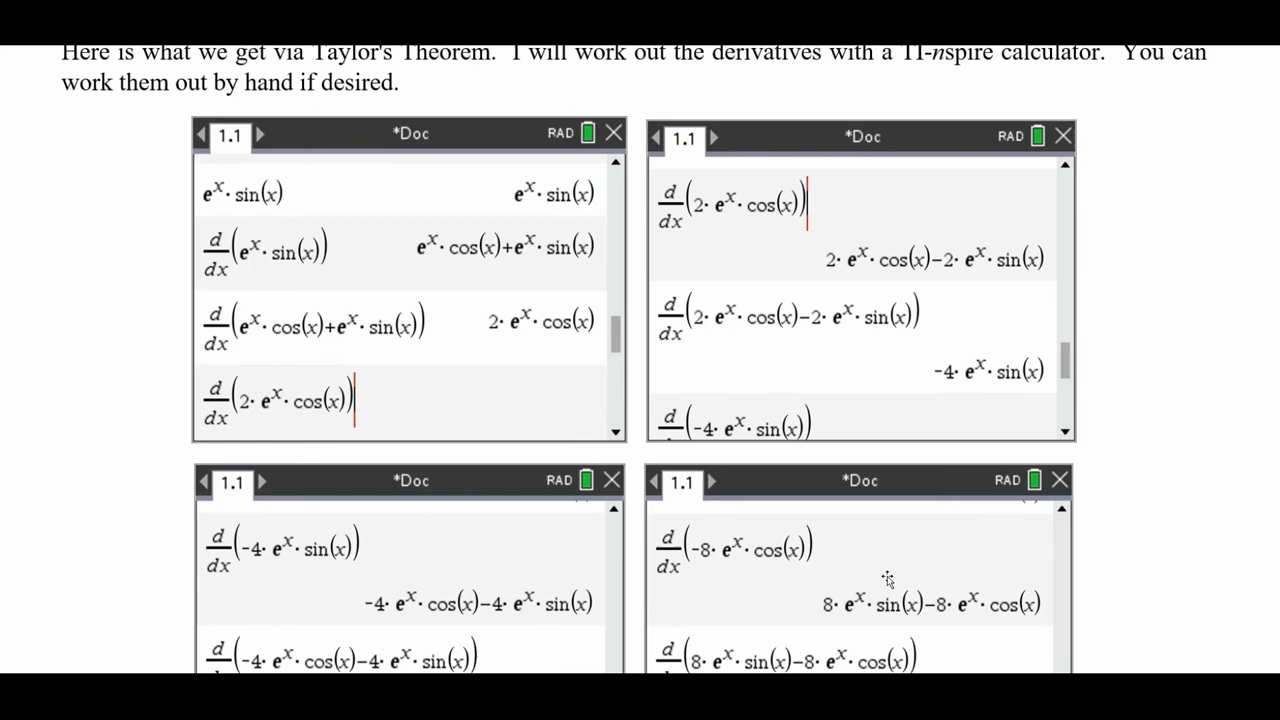 Here is what we get via Taylor's Theorem. I will work out the derivatives with a TI-nspire calculator. You can
work them out by hand if desired.
1.1 *Doc RAD
e^x · sin(x) e^x · sin(x)
d/dx(e^x · sin(x)) e^x · cos(x)+e^x · sin(x)
d/dx(e^x · cos(x)+e^x · sin(x)) 2· e^x · cos(x)
d/dx(2· e^x · cos(x))
1.1 *Doc RAD
d/dx(2· e^x · cos(x))
2· e^x · cos(x)−2· e^x · sin(x)
d/dx(2· e^x · cos(x)−2· e^x · sin(x))
-4· e^x · sin(x)
d/dx(-4· e^x · sin(x))
1.1 *Doc RAD
d/dx(-4· e^x · sin(x))
-4· e^x · cos(x)−4· e^x · sin(x)
d/dx(-4· e^x · cos(x)−4· e^x · sin(x))
1.1 *Doc RAD
d/dx(-8· e^x · cos(x))
8· e^x · sin(x)−8· e^x · cos(x)
d/dx(8· e^x · sin(x)−8· e^x · cos(x))